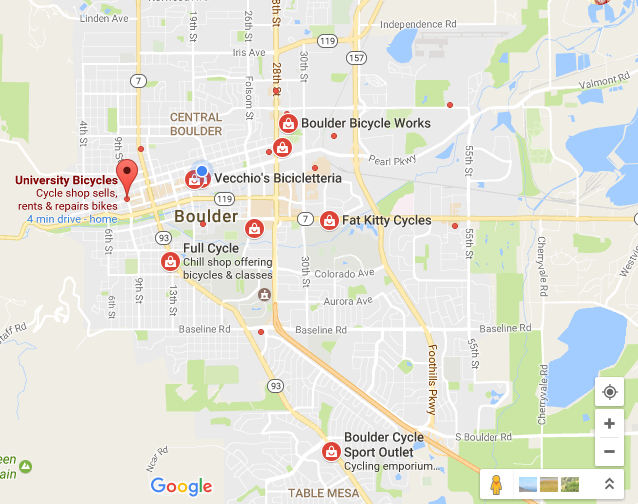 Linden Ave
19th St
28th St
Independence Rd
Iris Ave
119
30th St
157
7
Folsom St
Valmont Rd
4th St
9th St
CENTRAL
BOULDER
Boulder Bicycle Works
Pearl Pkwy
University Bicycles
Cycle shop sells,
rents & repairs bikes
4 min drive - home
Vecchio's Bicicletteria
119
Boulder
7
Fat Kitty Cycles
93
Full Cycle
Chill shop offering
bicycles & classes
55th St
30th St
Cherryvale Rd
Colorado Ave
6th St
9th St
13th St
Aurora Ave
Baseline Rd
Baseline Rd
Baseline Rd
55th St
Foothills Pkwy
93
Cherryvale Rd
Boulder Cycle
Sport Outlet
Cycling emporium...
S Boulder Rd
Google
TABLE MESA